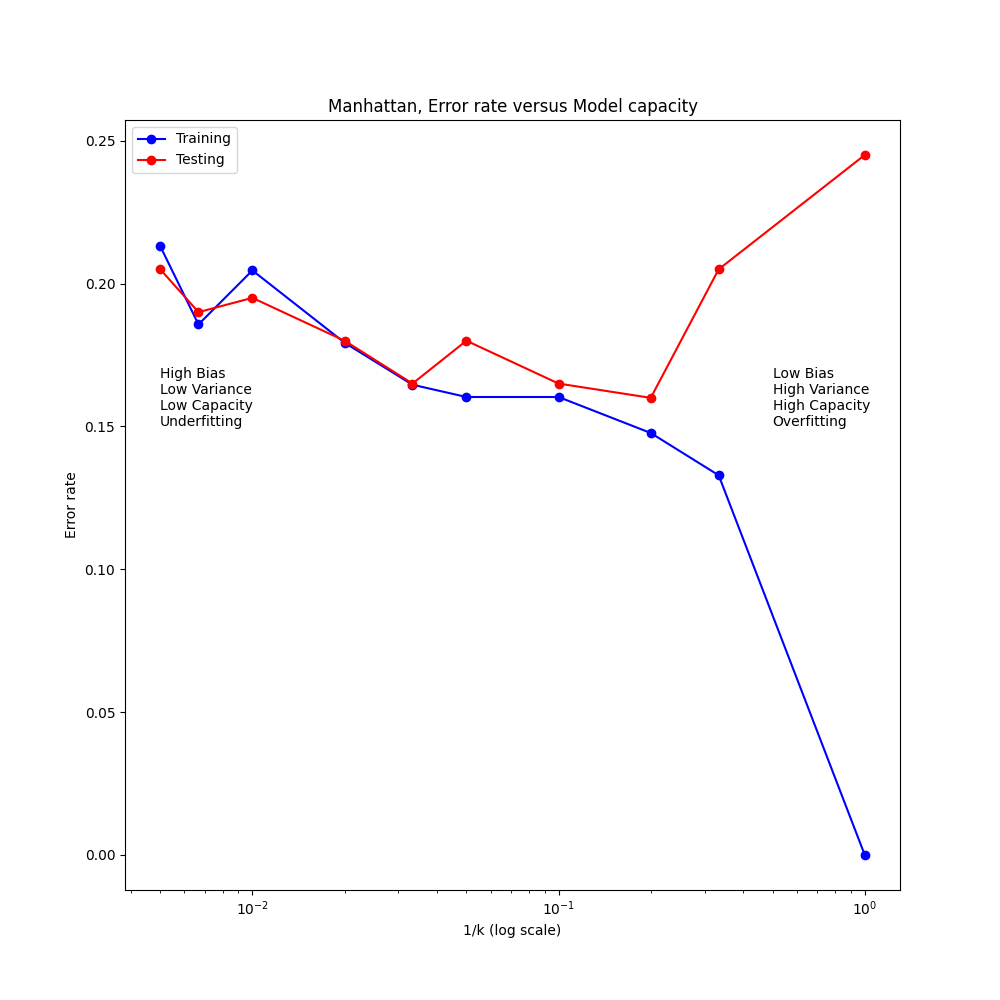 Manhattan, Error rate versus Model capacity
Training
Testing
0.25
0.20
0.15
0.10
0.05
0.00
Error rate
High Bias
Low Variance
Low Capacity
Underfitting
Low Bias
High Variance
High Capacity
Overfitting
10⁻² 10⁻¹ 10⁰
1/k (log scale)